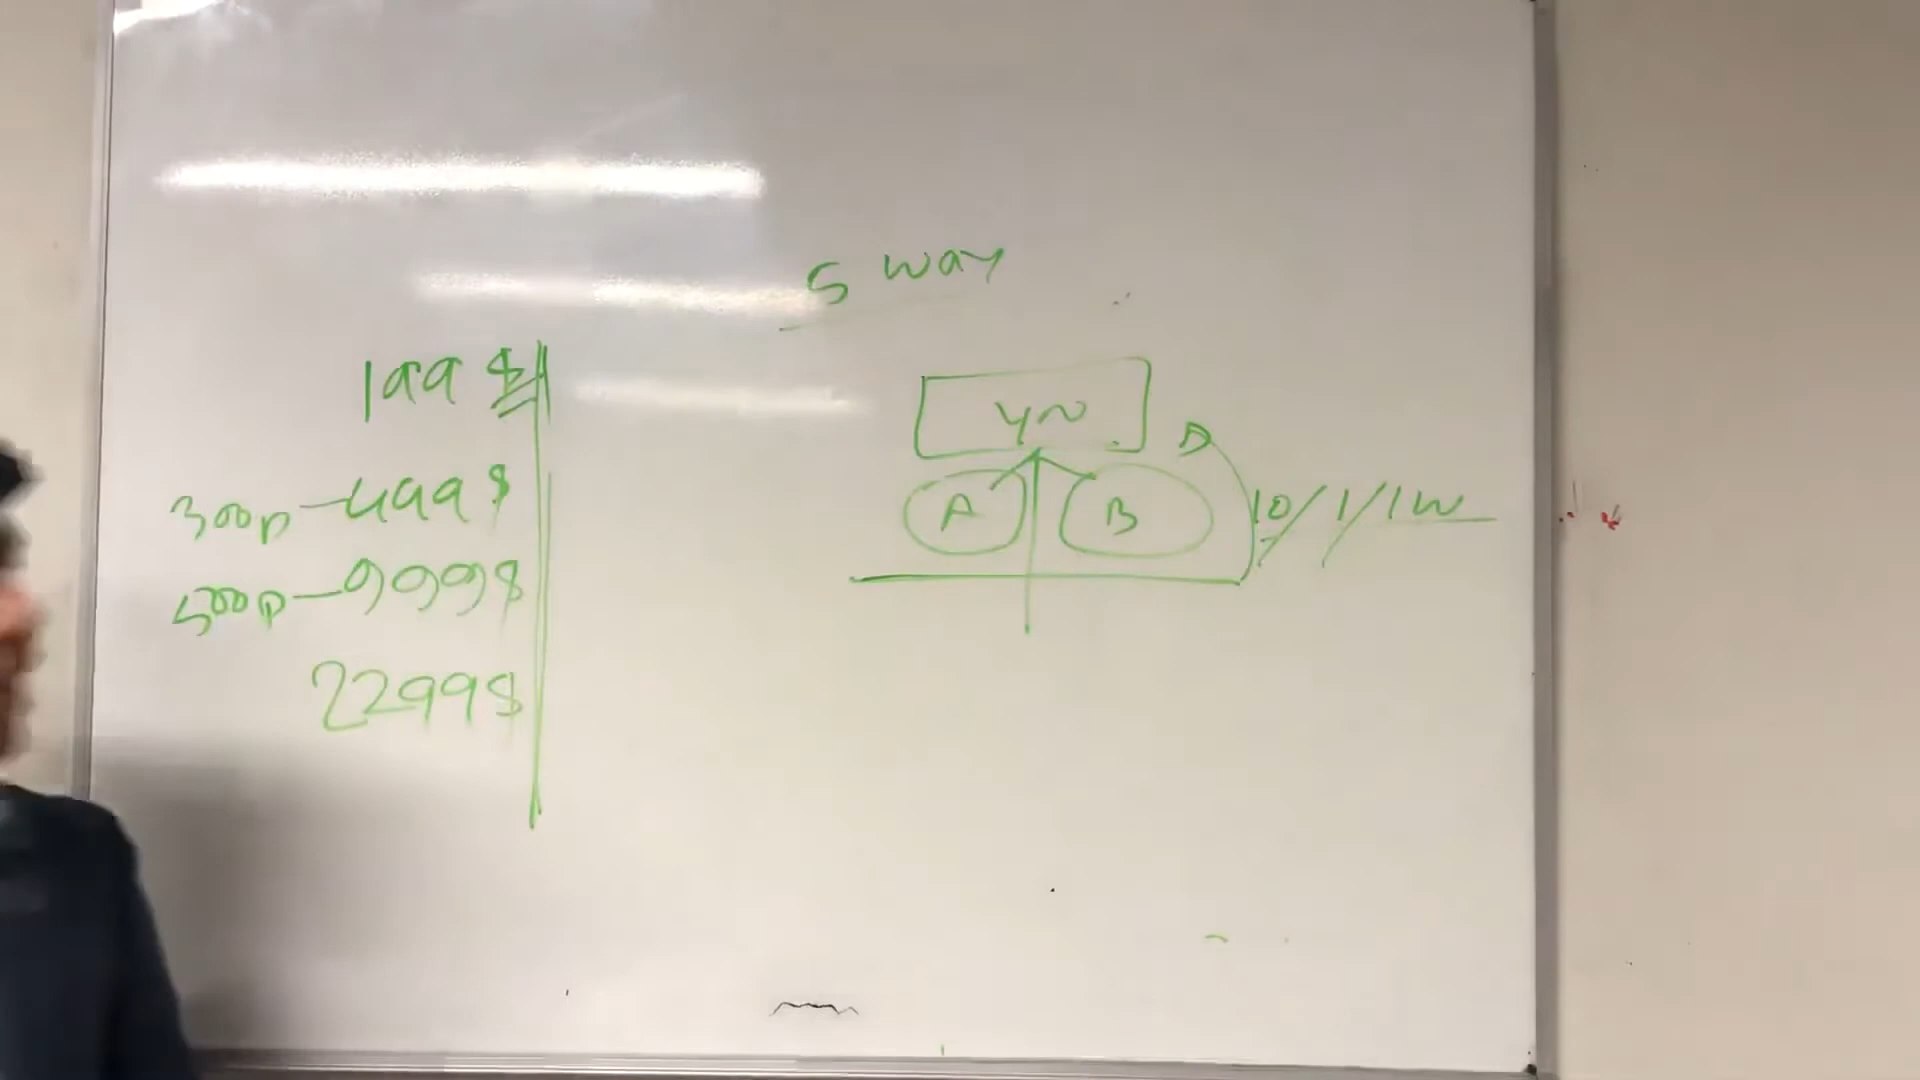 5 way
199 $
300p - 499 $
500p - 999 $
2299 $
A B
10/1/1W